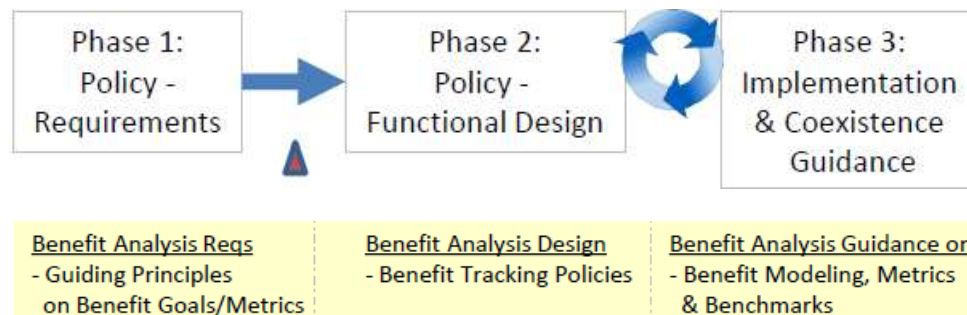 Phase 1:
Policy -
Requirements
Phase 2:
Policy -
Functional Design
Phase 3:
Implementation
& Coexistence
Guidance
Benefit Analysis Reqs
- Guiding Principles
on Benefit Goals/Metrics
Benefit Analysis Design
- Benefit Tracking Policies
Benefit Analysis Guidance on
- Benefit Modeling, Metrics
& Benchmarks